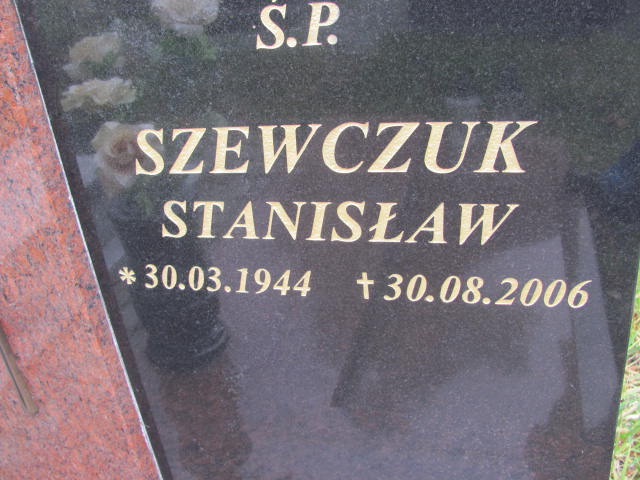 Ś.P.
SZEWCZUK
STANISŁAW
*30.03.1944 †30.08.2006